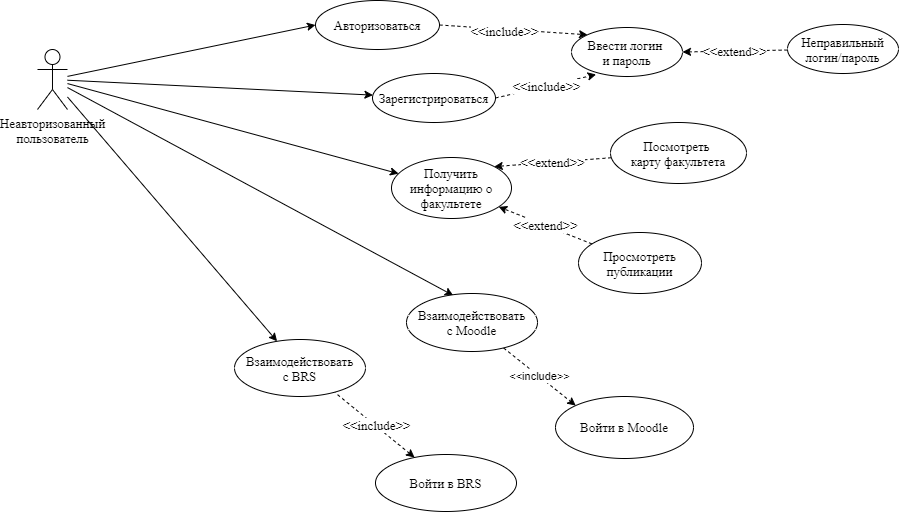 Авторизоваться
<<include>>
Ввести логин
и пароль
<<extend>>
Неправильный
логин/пароль
Неавторизованный
пользователь
Зарегистрироваться
<<include>>
Получить
информацию о
факультете
<<extend>>
Посмотреть
карту факультета
<<extend>>
Просмотреть
публикации
Взаимодействовать
с Moodle
<<include>>
Войти в Moodle
Взаимодействовать
с BRS
<<include>>
Войти в BRS